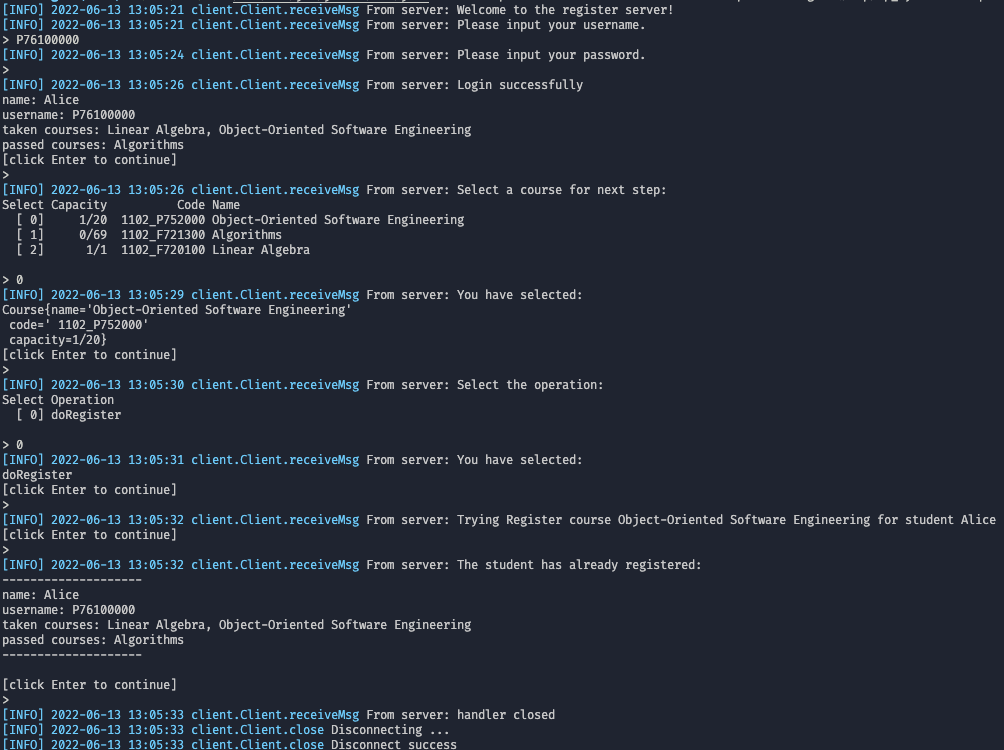 [INFO] 2022-06-13 13:05:21 client.Client.receiveMsg From server: Welcome to the register server!
[INFO] 2022-06-13 13:05:21 client.Client.receiveMsg From server: Please input your username.
> P76100000
[INFO] 2022-06-13 13:05:24 client.Client.receiveMsg From server: Please input your password.
>
[INFO] 2022-06-13 13:05:26 client.Client.receiveMsg From server: Login successfully
name: Alice
username: P76100000
taken courses: Linear Algebra, Object-Oriented Software Engineering
passed courses: Algorithms
[click Enter to continue]
>
[INFO] 2022-06-13 13:05:26 client.Client.receiveMsg From server: Select a course for next step:
Select Capacity          Code Name
  [ 0]     1/20  1102_P752000 Object-Oriented Software Engineering
  [ 1]     0/69  1102_F721300 Algorithms
  [ 2]      1/1  1102_F720100 Linear Algebra
> 0
[INFO] 2022-06-13 13:05:29 client.Client.receiveMsg From server: You have selected:
Course{name='Object-Oriented Software Engineering'
 code=' 1102_P752000'
 capacity=1/20}
[click Enter to continue]
>
[INFO] 2022-06-13 13:05:30 client.Client.receiveMsg From server: Select the operation:
Select Operation
  [ 0] doRegister
> 0
[INFO] 2022-06-13 13:05:31 client.Client.receiveMsg From server: You have selected:
doRegister
[click Enter to continue]
>
[INFO] 2022-06-13 13:05:32 client.Client.receiveMsg From server: Trying Register course Object-Oriented Software Engineering for student Alice
[click Enter to continue]
>
[INFO] 2022-06-13 13:05:32 client.Client.receiveMsg From server: The student has already registered:
--------------------
name: Alice
username: P76100000
taken courses: Linear Algebra, Object-Oriented Software Engineering
passed courses: Algorithms
--------------------
[click Enter to continue]
>
[INFO] 2022-06-13 13:05:33 client.Client.receiveMsg From server: handler closed
[INFO] 2022-06-13 13:05:33 client.Client.close Disconnecting ...
[INFO] 2022-06-13 13:05:33 client.Client.close Disconnect success